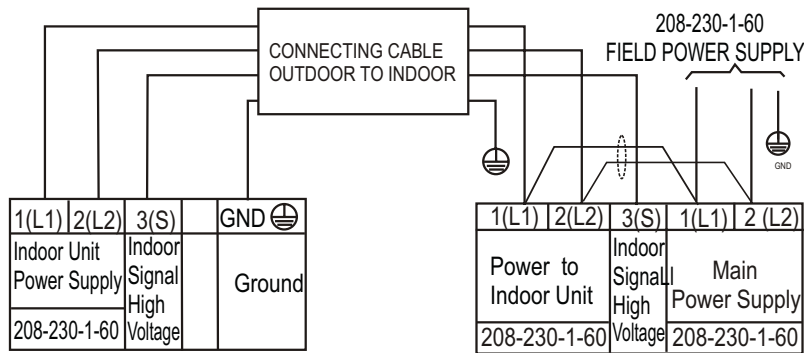 208-230-1-60
FIELD POWER SUPPLY
CONNECTING CABLE
OUTDOOR TO INDOOR
GND
1(L1) 2(L2) 3(S) GND
Indoor Unit
Power Supply
208-230-1-60
Indoor
Signal
High
Voltage
Ground
1(L1) 2(L2) 3(S) 1(L1) 2 (L2)
Power to
Indoor Unit
208-230-1-60
Indoor
SignaLl
High
Voltage
Main
Power Supply
208-230-1-60